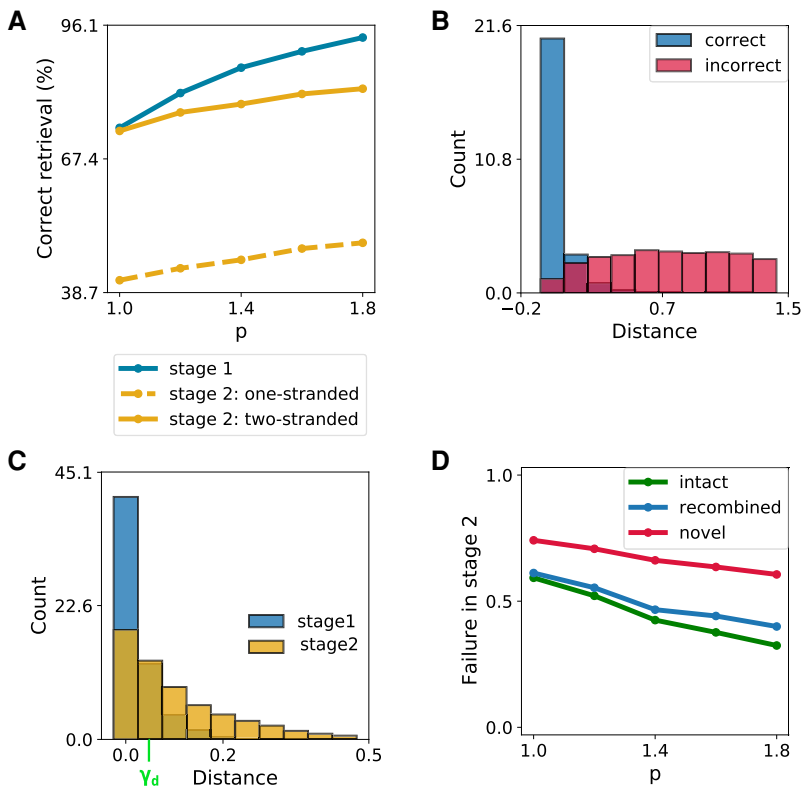 A
96.1
67.4
38.7
Correct retrieval (%)
1.0 1.4 1.8
p
stage 1
stage 2: one-stranded
stage 2: two-stranded
B
21.6
10.8
0.0
Count
correct
incorrect
−0.2 0.7 1.5
Distance
C
45.1
22.6
0.0
Count
stage1
stage2
0.0 0.2 0.5
γd Distance
D
1.0
0.5
0.0
Failure in stage 2
intact
recombined
novel
1.0 1.4 1.8
p